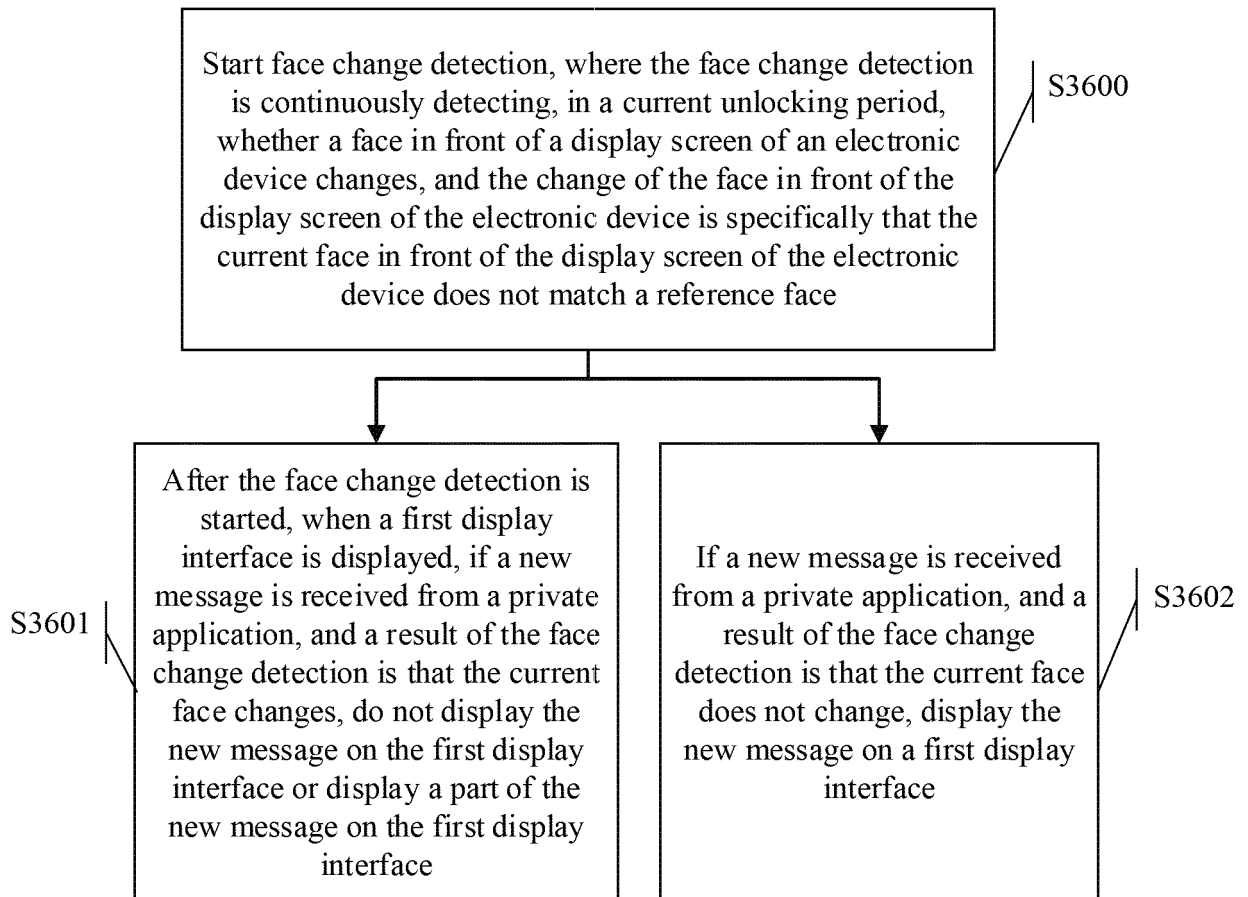 Start face change detection, where the face change detection
is continuously detecting, in a current unlocking period,
whether a face in front of a display screen of an electronic
device changes, and the change of the face in front of the
display screen of the electronic device is specifically that the
current face in front of the display screen of the electronic
device does not match a reference face
S3600
After the face change detection is
started, when a first display
interface is displayed, if a new
message is received from a private
application, and a result of the face
change detection is that the current
face changes, do not display the
new message on the first display
interface or display a part of the
new message on the first display
interface
S3601
If a new message is received
from a private application, and a
result of the face change
detection is that the current face
does not change, display the
new message on a first display
interface
S3602